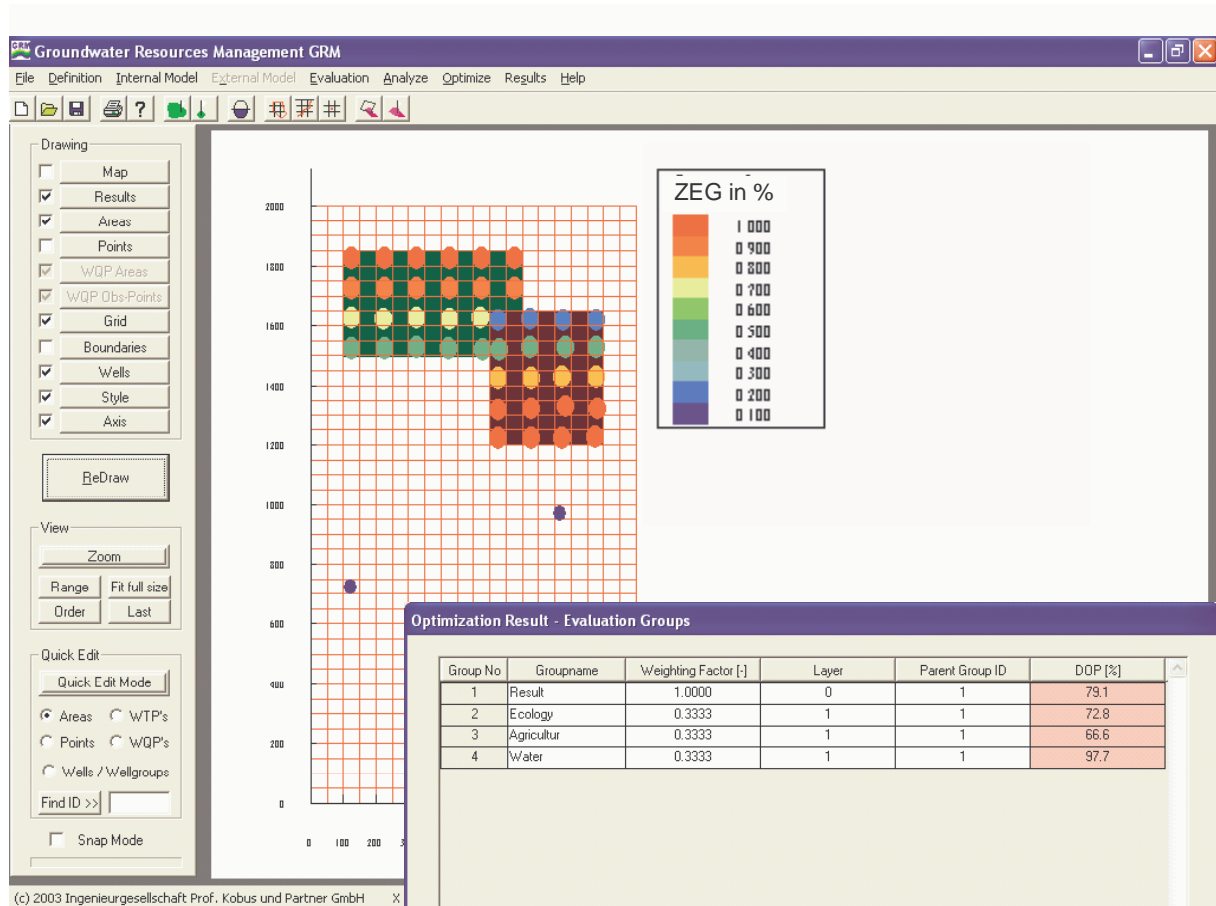 GRM Groundwater Resources Management GRM
File Definition Internal Model External Model Evaluation Analyze Optimize Results Help
Drawing
Map
Results
Areas
Points
WQP Areas
WQP Obs-Points
Grid
Boundaries
Wells
Style
Axis
ReDraw
View
Zoom
Range Fit full size
Order Last
Quick Edit
Quick Edit Mode
Areas WTP's
Points WQP's
Wells / Wellgroups
Find ID >>
Snap Mode
2000
1800
1600
1400
1200
1000
800
600
400
200
0
0 100 200
ZEG in %
1 000
0 900
0 800
0 700
0 600
0 500
0 400
0 300
0 200
0 100
Optimization Result - Evaluation Groups
Group No Groupname Weighting Factor [-] Layer Parent Group ID DOP [%]
1 Result 1.0000 0 1 79.1
2 Ecology 0.3333 1 1 72.8
3 Agricultur 0.3333 1 1 66.6
4 Water 0.3333 1 1 97.7
(c) 2003 Ingenieurgesellschaft Prof. Kobus und Partner GmbH X